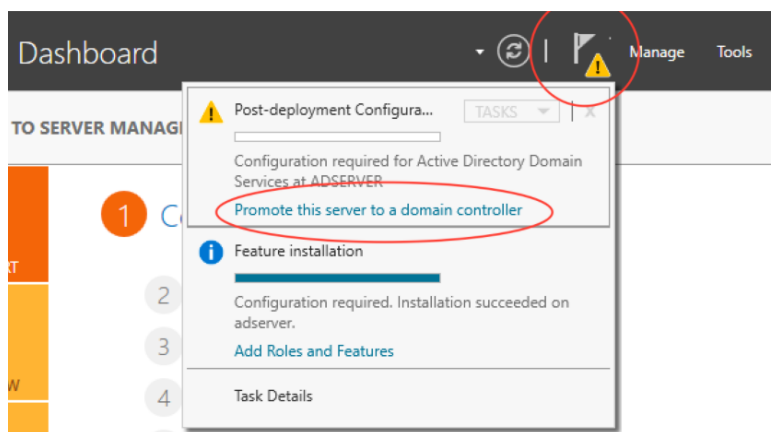 Dashboard
Manage Tools
TO SERVER MANAG
Post-deployment Configura... TASKS X
Configuration required for Active Directory Domain
Services at ADSERVER
Promote this server to a domain controller
1
Feature installation
2
Configuration required. Installation succeeded on
adserver.
3
Add Roles and Features
4
Task Details